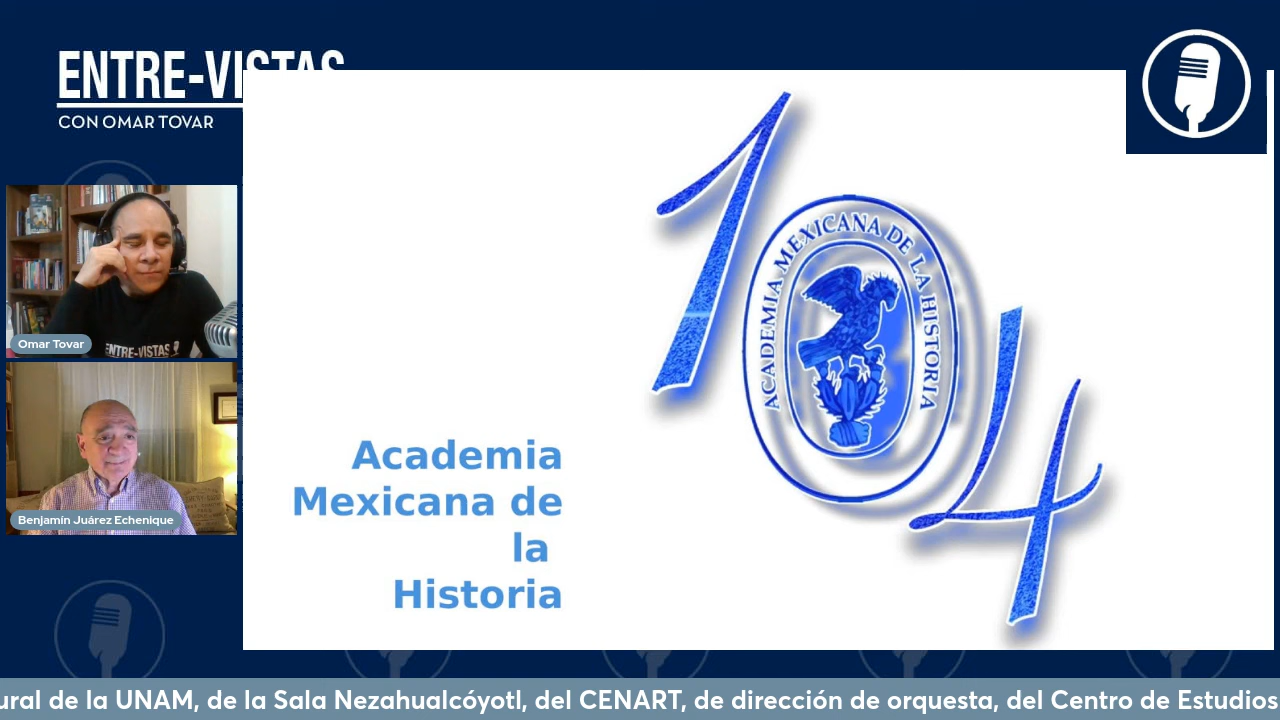 ENTRE-VISTAS
CON OMAR TOVAR
104
ACADEMIA MEXICANA DE LA HISTORIA
ENTRE-VISTAS
Omar Tovar
Academia
Mexicana de
la
Historia
Benjamín Juárez Echenique
ural de la UNAM, de la Sala Nezahualcóyotl, del CENART, de dirección de orquesta, del Centro de Estudios